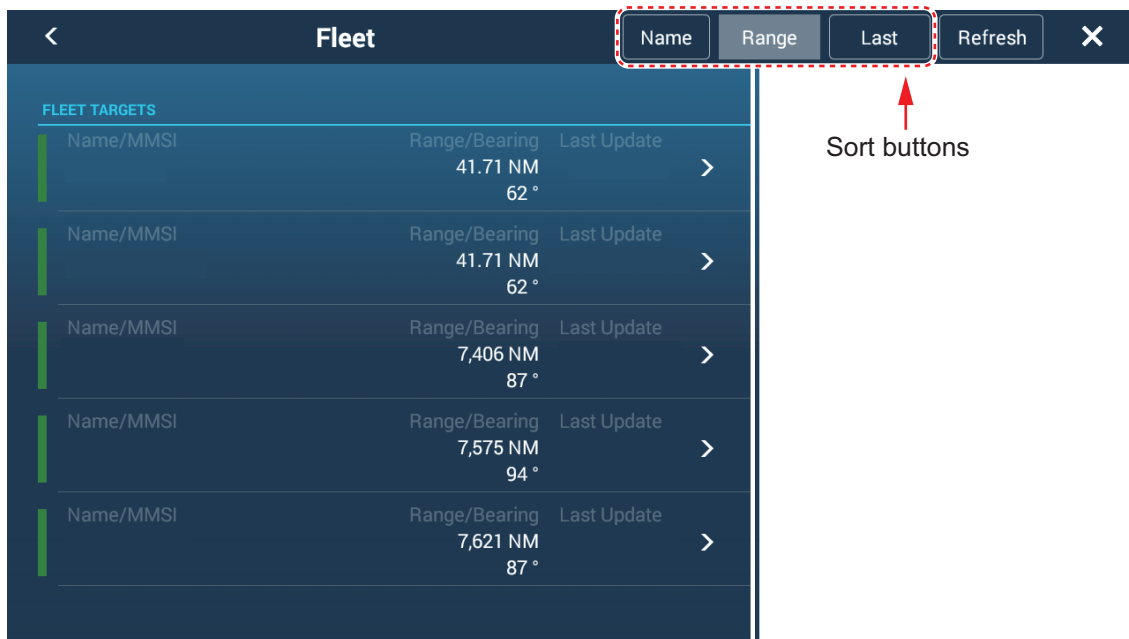 Fleet Name Range Last Refresh
Sort buttons
FLEET TARGETS
Name/MMSI Range/Bearing Last Update
41.71 NM
62 °
Name/MMSI Range/Bearing Last Update
41.71 NM
62 °
Name/MMSI Range/Bearing Last Update
7,406 NM
87 °
Name/MMSI Range/Bearing Last Update
7,575 NM
94 °
Name/MMSI Range/Bearing Last Update
7,621 NM
87 °